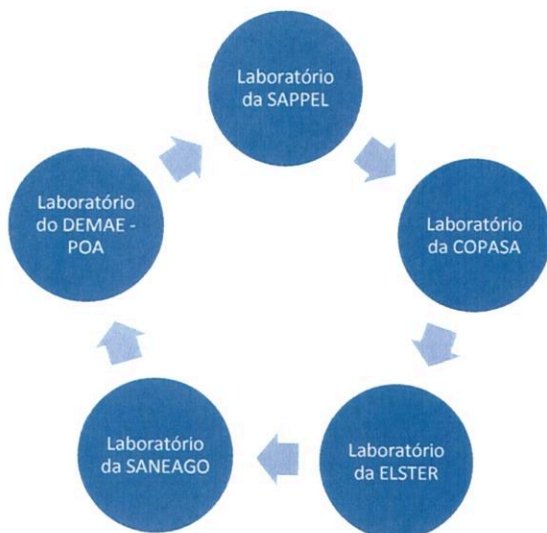 Laboratório
da SAPPEL
Laboratório
da COPASA
Laboratório
da ELSTER
Laboratório
da SANEAGO
Laboratório
do DEMAE -
POA